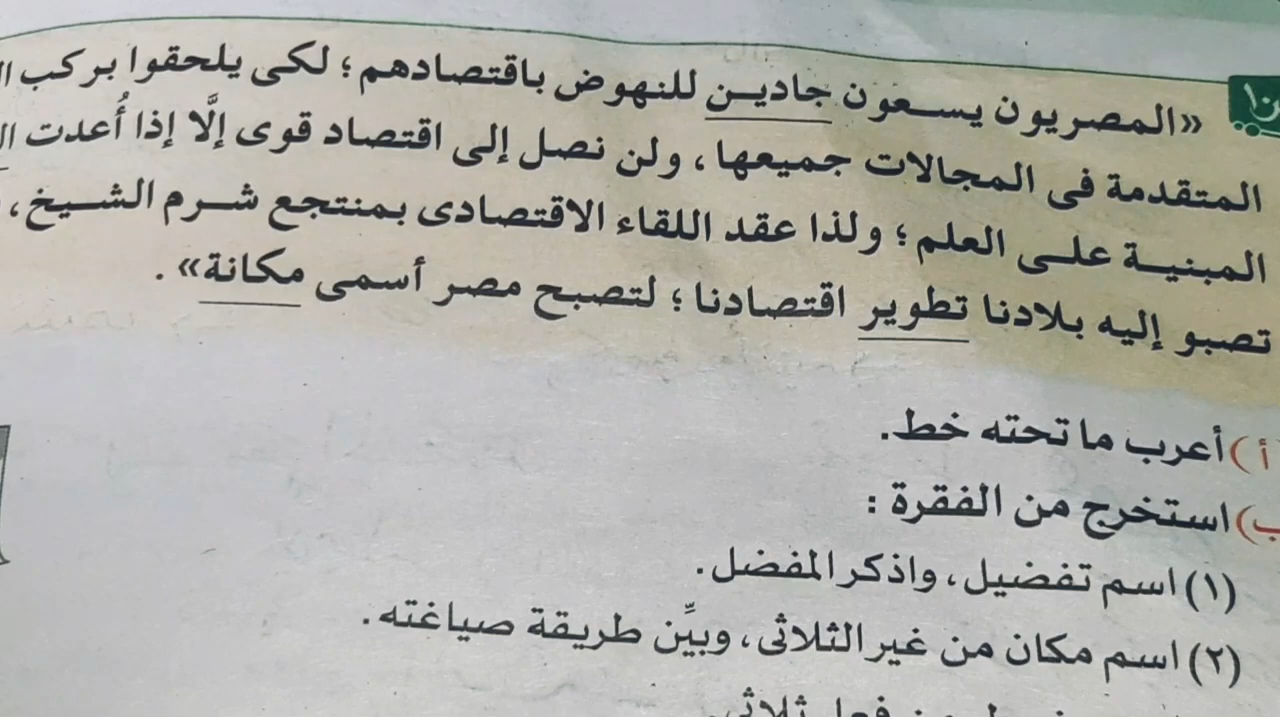 «المصريون يسعون جادين للنهوض باقتصادهم؛ لكى يلحقوا بركب
المتقدمة فى المجالات جميعها، ولن نصل إلى اقتصاد قوى إلَّا إذا أُعدت
المبنية على العلم؛ ولذا عقد اللقاء الاقتصادى بمنتجع شرم الشيخ،
تصبو إليه بلادنا تطوير اقتصادنا؛ لتصبح مصر أسمى مكانة».
أ) أعرب ما تحته خط.
ب) استخرج من الفقرة :
(١) اسم تفضيل، واذكر المفضل.
(٢) اسم مكان من غير الثلاثى، وبيِّن طريقة صياغته.